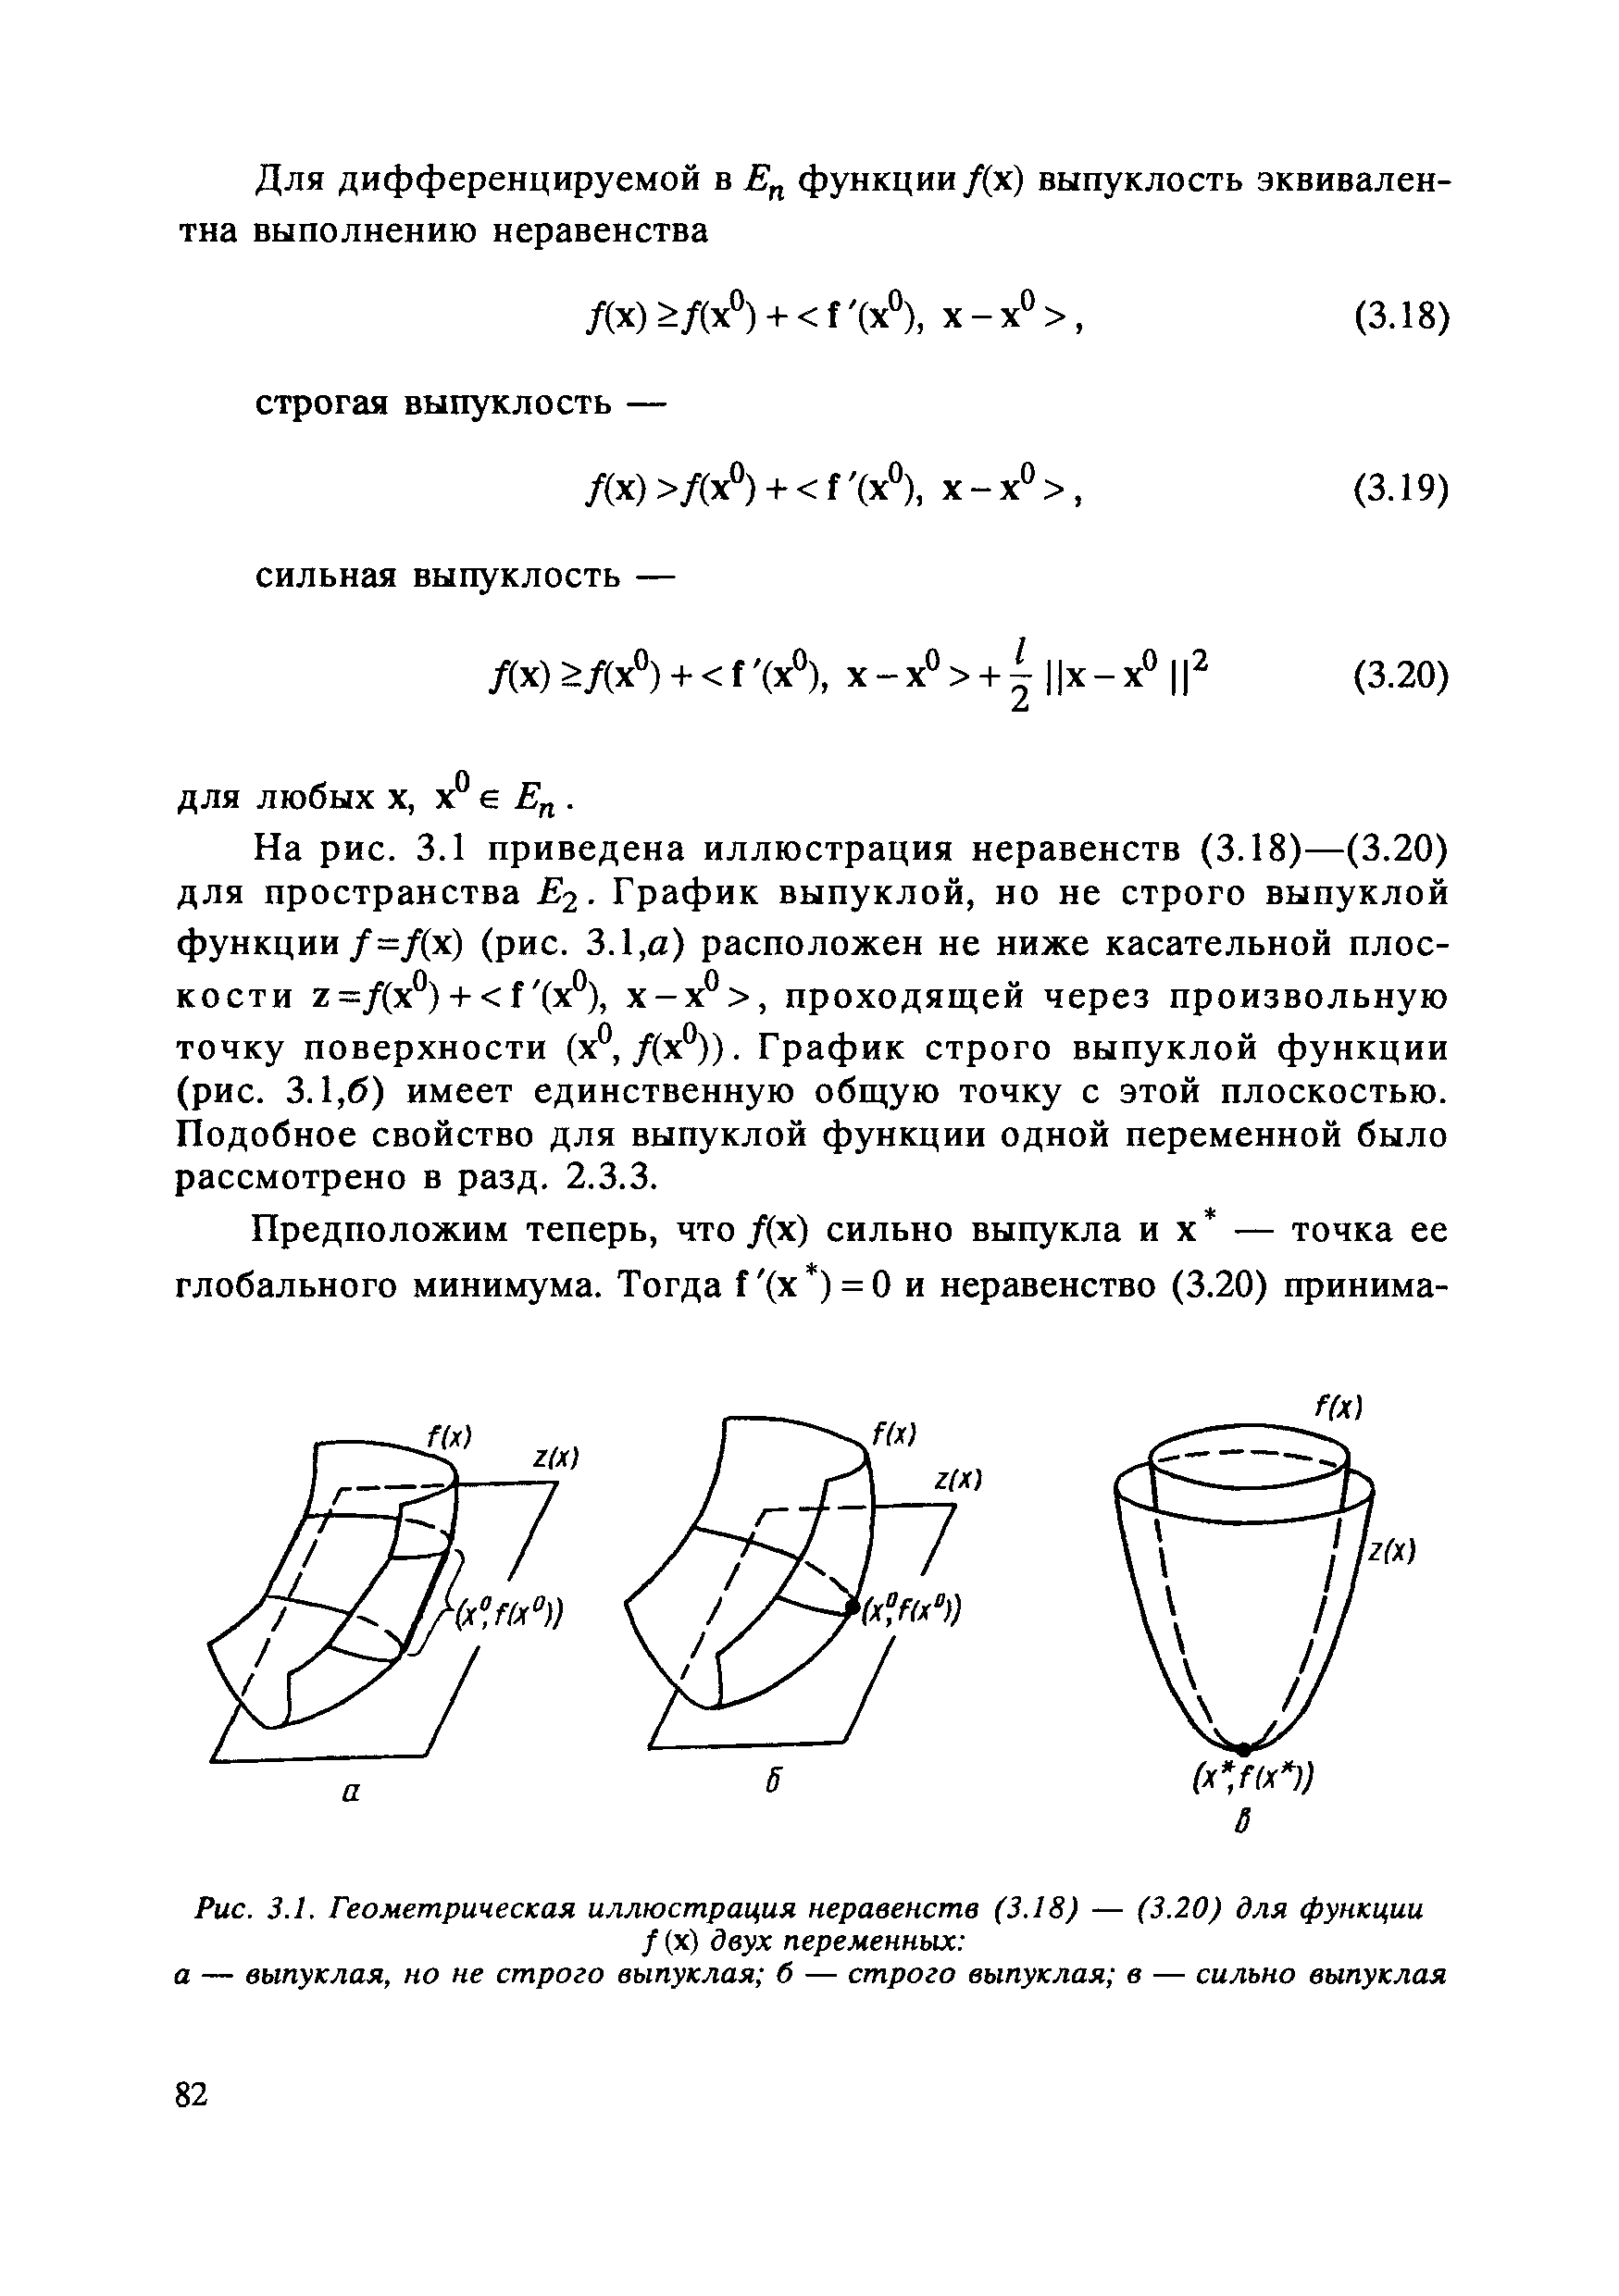 Для дифференцируемой в Eₙ функции f(x) выпуклость эквивален-
тна выполнению неравенства
f(x) ≥ f(x⁰) + < f ′(x⁰), x – x⁰ > , (3.18)
строгая выпуклость —
f(x) > f(x⁰) + < f ′(x⁰), x – x⁰ > , (3.19)
сильная выпуклость —
f(x) ≥ f(x⁰) + < f ′(x⁰), x – x⁰ > + l/2 ||x – x⁰ ||² (3.20)
для любых x, x⁰ ∈ Eₙ .
На рис. 3.1 приведена иллюстрация неравенств (3.18)—(3.20)
для пространства E₂. График выпуклой, но не строго выпуклой
функции f = f(x) (рис. 3.1,а) расположен не ниже касательной плос-
кости z = f(x⁰) + < f ′(x⁰), x – x⁰ >, проходящей через произвольную
точку поверхности (x⁰, f(x⁰)). График строго выпуклой функции
(рис. 3.1,б) имеет единственную общую точку с этой плоскостью.
Подобное свойство для выпуклой функции одной переменной было
рассмотрено в разд. 2.3.3.
Предположим теперь, что f(x) сильно выпукла и x* — точка ее
глобального минимума. Тогда f ′(x*) = 0 и неравенство (3.20) принима-
f(x)
z(x)
(x⁰, f(x⁰))
а
f(x)
z(x)
(x⁰, f(x⁰))
б
f(x)
z(x)
(x*, f(x*))
в
Рис. 3.1. Геометрическая иллюстрация неравенств (3.18) — (3.20) для функции
f (x) двух переменных:
а — выпуклая, но не строго выпуклая; б — строго выпуклая; в — сильно выпуклая
82